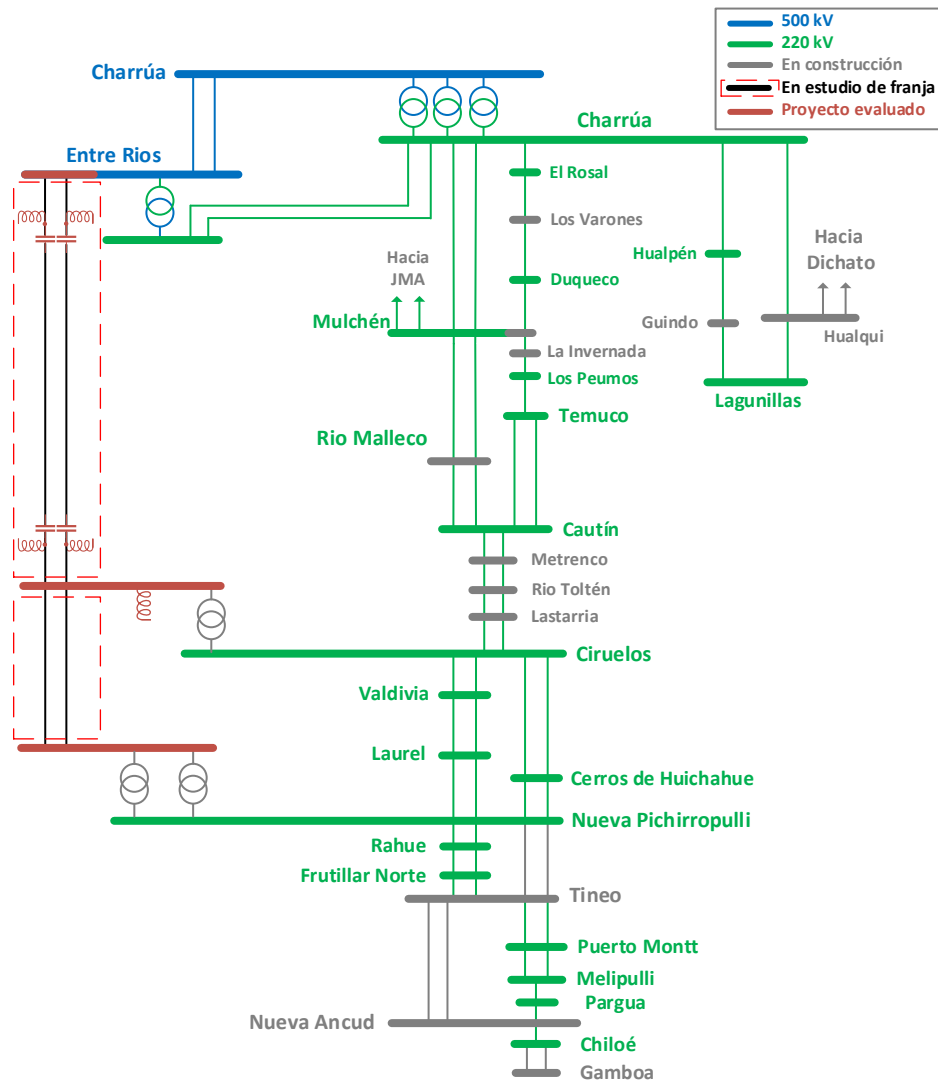 500 kV
220 kV
En construcción
En estudio de franja
Proyecto evaluado
Charrúa
Charrúa
Entre Rios
El Rosal
Los Varones
Hacia
Dichato
Hualpén
Hacia
JMA
Duqueco
Mulchén
Guindo
Hualqui
La Invernada
Los Peumos
Lagunillas
Temuco
Rio Malleco
Cautín
Metrenco
Rio Toltén
Lastarria
Ciruelos
Valdivia
Laurel
Cerros de Huichahue
Nueva Pichirropulli
Rahue
Frutillar Norte
Tineo
Puerto Montt
Melipulli
Pargua
Nueva Ancud
Chiloé
Gamboa